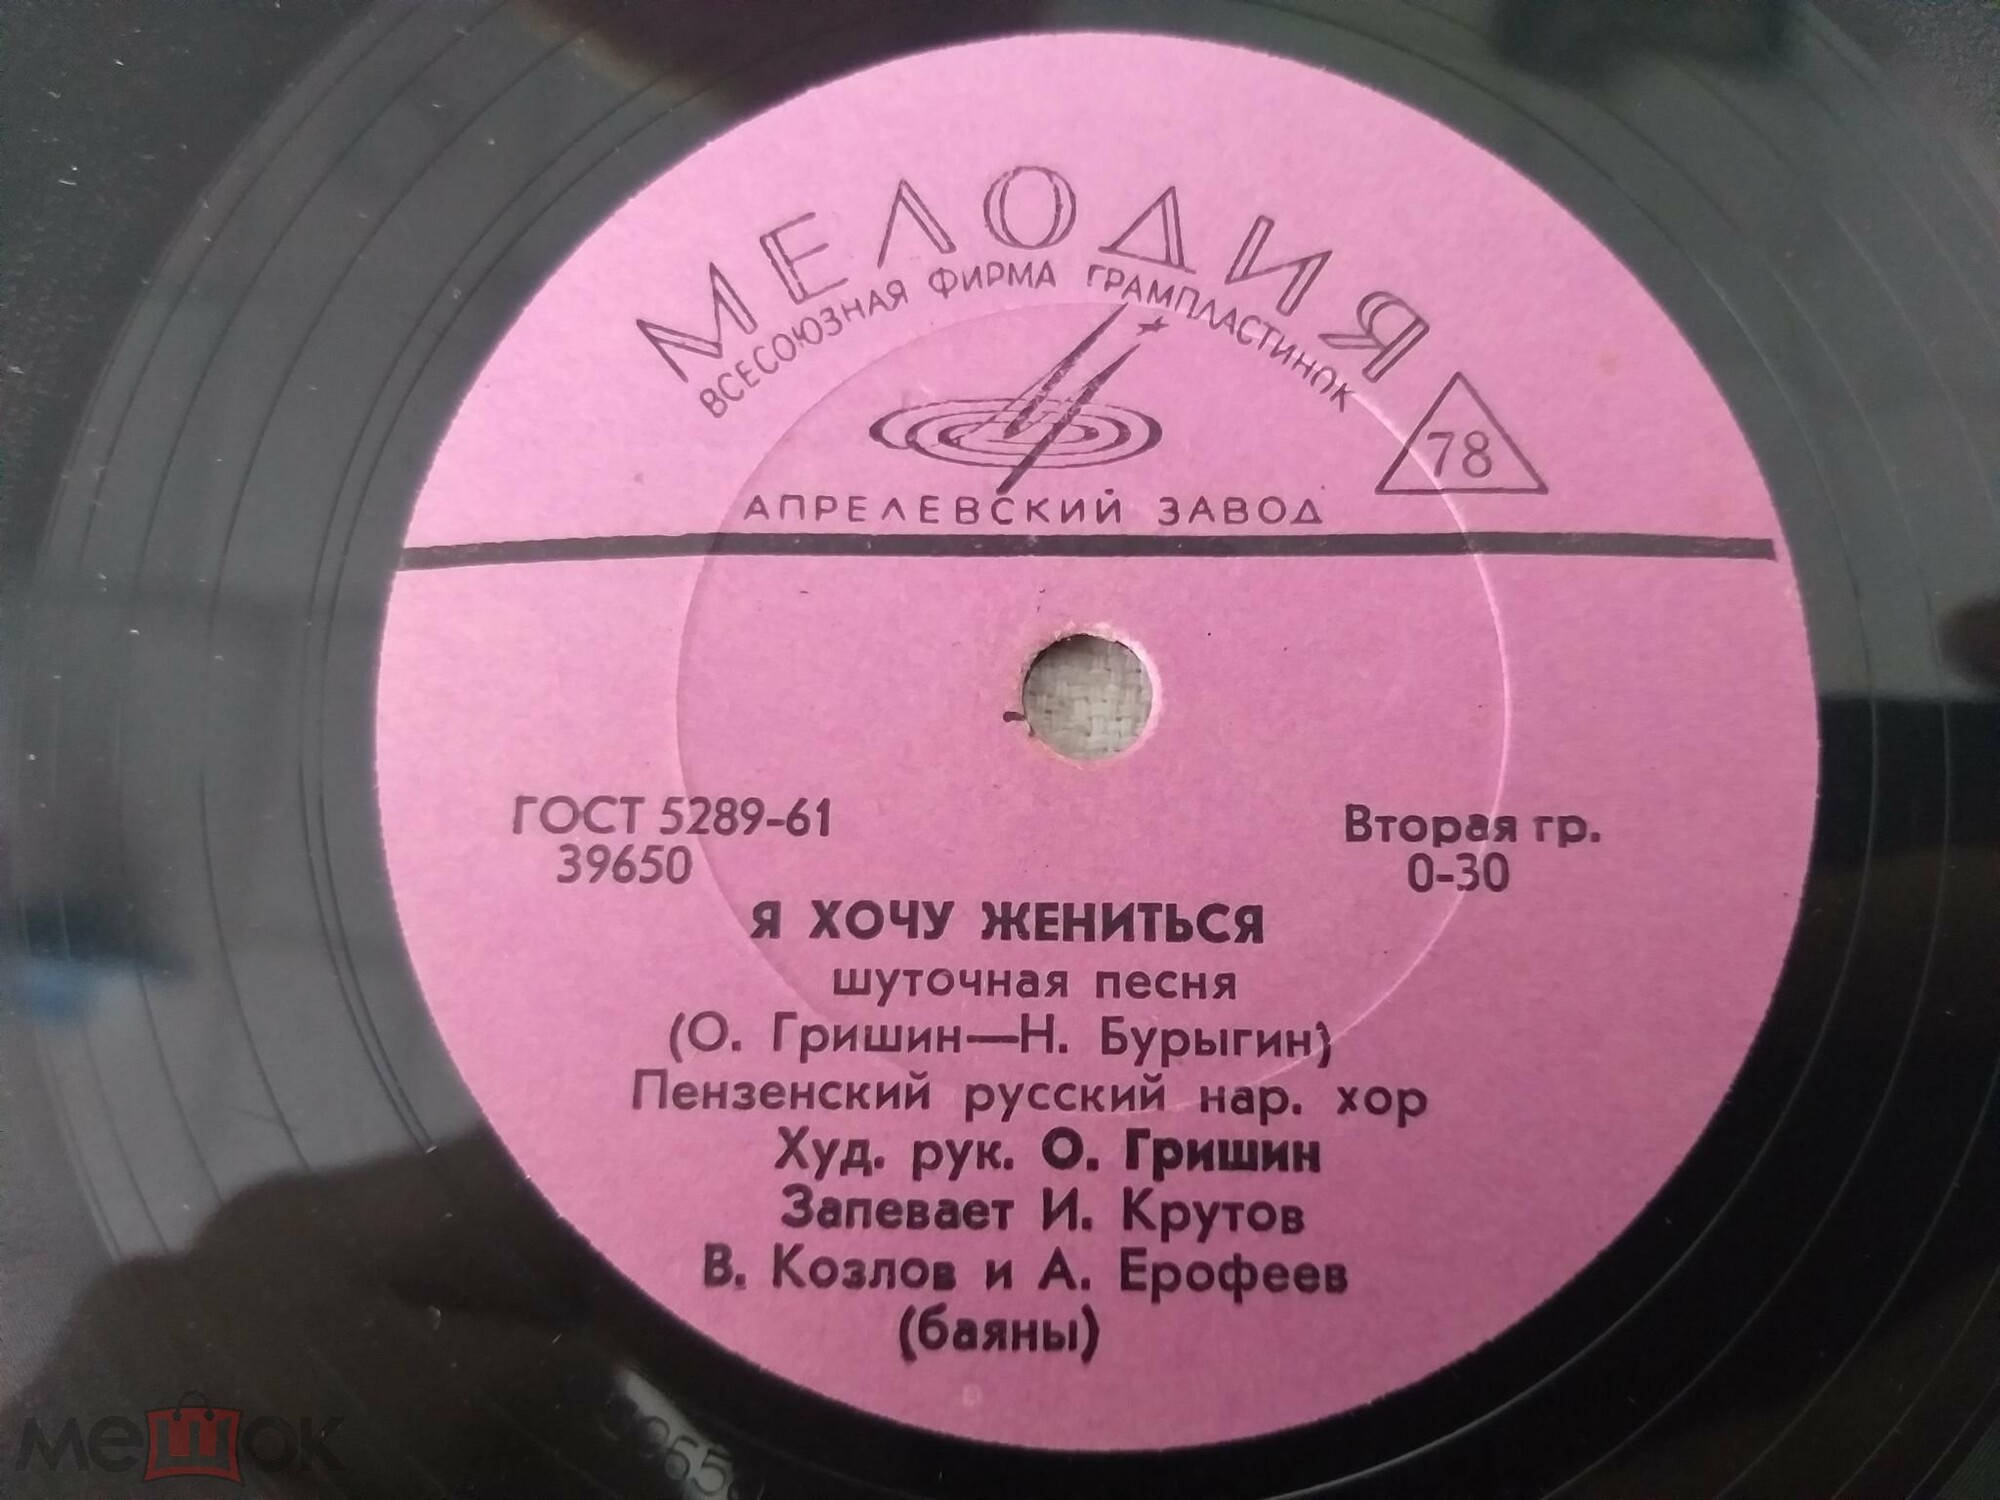 МЕЛОДИЯ
ВСЕСОЮЗНАЯ ФИРМА ГРАМПЛАСТИНОК
78
АПРЕЛЕВСКИЙ ЗАВОД
ГОСТ 5289-61
39650
Вторая гр.
0-30
Я ХОЧУ ЖЕНИТЬСЯ
шуточная песня
(О. Гришин—Н. Бурыгин)
Пензенский русский нар. хор
Худ. рук. О. Гришин
Запевает И. Крутов
В. Козлов и А. Ерофеев
(баяны)
мешок